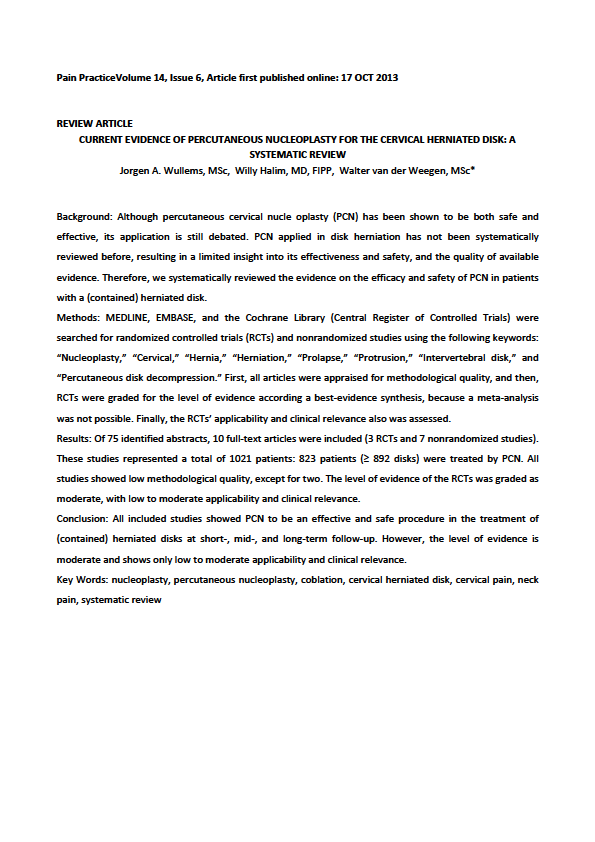 Pain PracticeVolume 14, Issue 6, Article first published online: 17 OCT 2013
REVIEW ARTICLE
CURRENT EVIDENCE OF PERCUTANEOUS NUCLEOPLASTY FOR THE CERVICAL HERNIATED DISK: A
SYSTEMATIC REVIEW
Jorgen A. Wullems, MSc, Willy Halim, MD, FIPP, Walter van der Weegen, MSc*
Background: Although percutaneous cervical nucle oplasty (PCN) has been shown to be both safe and
effective, its application is still debated. PCN applied in disk herniation has not been systematically
reviewed before, resulting in a limited insight into its effectiveness and safety, and the quality of available
evidence. Therefore, we systematically reviewed the evidence on the efficacy and safety of PCN in patients
with a (contained) herniated disk.
Methods: MEDLINE, EMBASE, and the Cochrane Library (Central Register of Controlled Trials) were
searched for randomized controlled trials (RCTs) and nonrandomized studies using the following keywords:
“Nucleoplasty,” “Cervical,” “Hernia,” “Herniation,” “Prolapse,” “Protrusion,” “Intervertebral disk,” and
“Percutaneous disk decompression.” First, all articles were appraised for methodological quality, and then,
RCTs were graded for the level of evidence according a best-evidence synthesis, because a meta-analysis
was not possible. Finally, the RCTs’ applicability and clinical relevance also was assessed.
Results: Of 75 identified abstracts, 10 full-text articles were included (3 RCTs and 7 nonrandomized studies).
These studies represented a total of 1021 patients: 823 patients (≥ 892 disks) were treated by PCN. All
studies showed low methodological quality, except for two. The level of evidence of the RCTs was graded as
moderate, with low to moderate applicability and clinical relevance.
Conclusion: All included studies showed PCN to be an effective and safe procedure in the treatment of
(contained) herniated disks at short-, mid-, and long-term follow-up. However, the level of evidence is
moderate and shows only low to moderate applicability and clinical relevance.
Key Words: nucleoplasty, percutaneous nucleoplasty, coblation, cervical herniated disk, cervical pain, neck
pain, systematic review